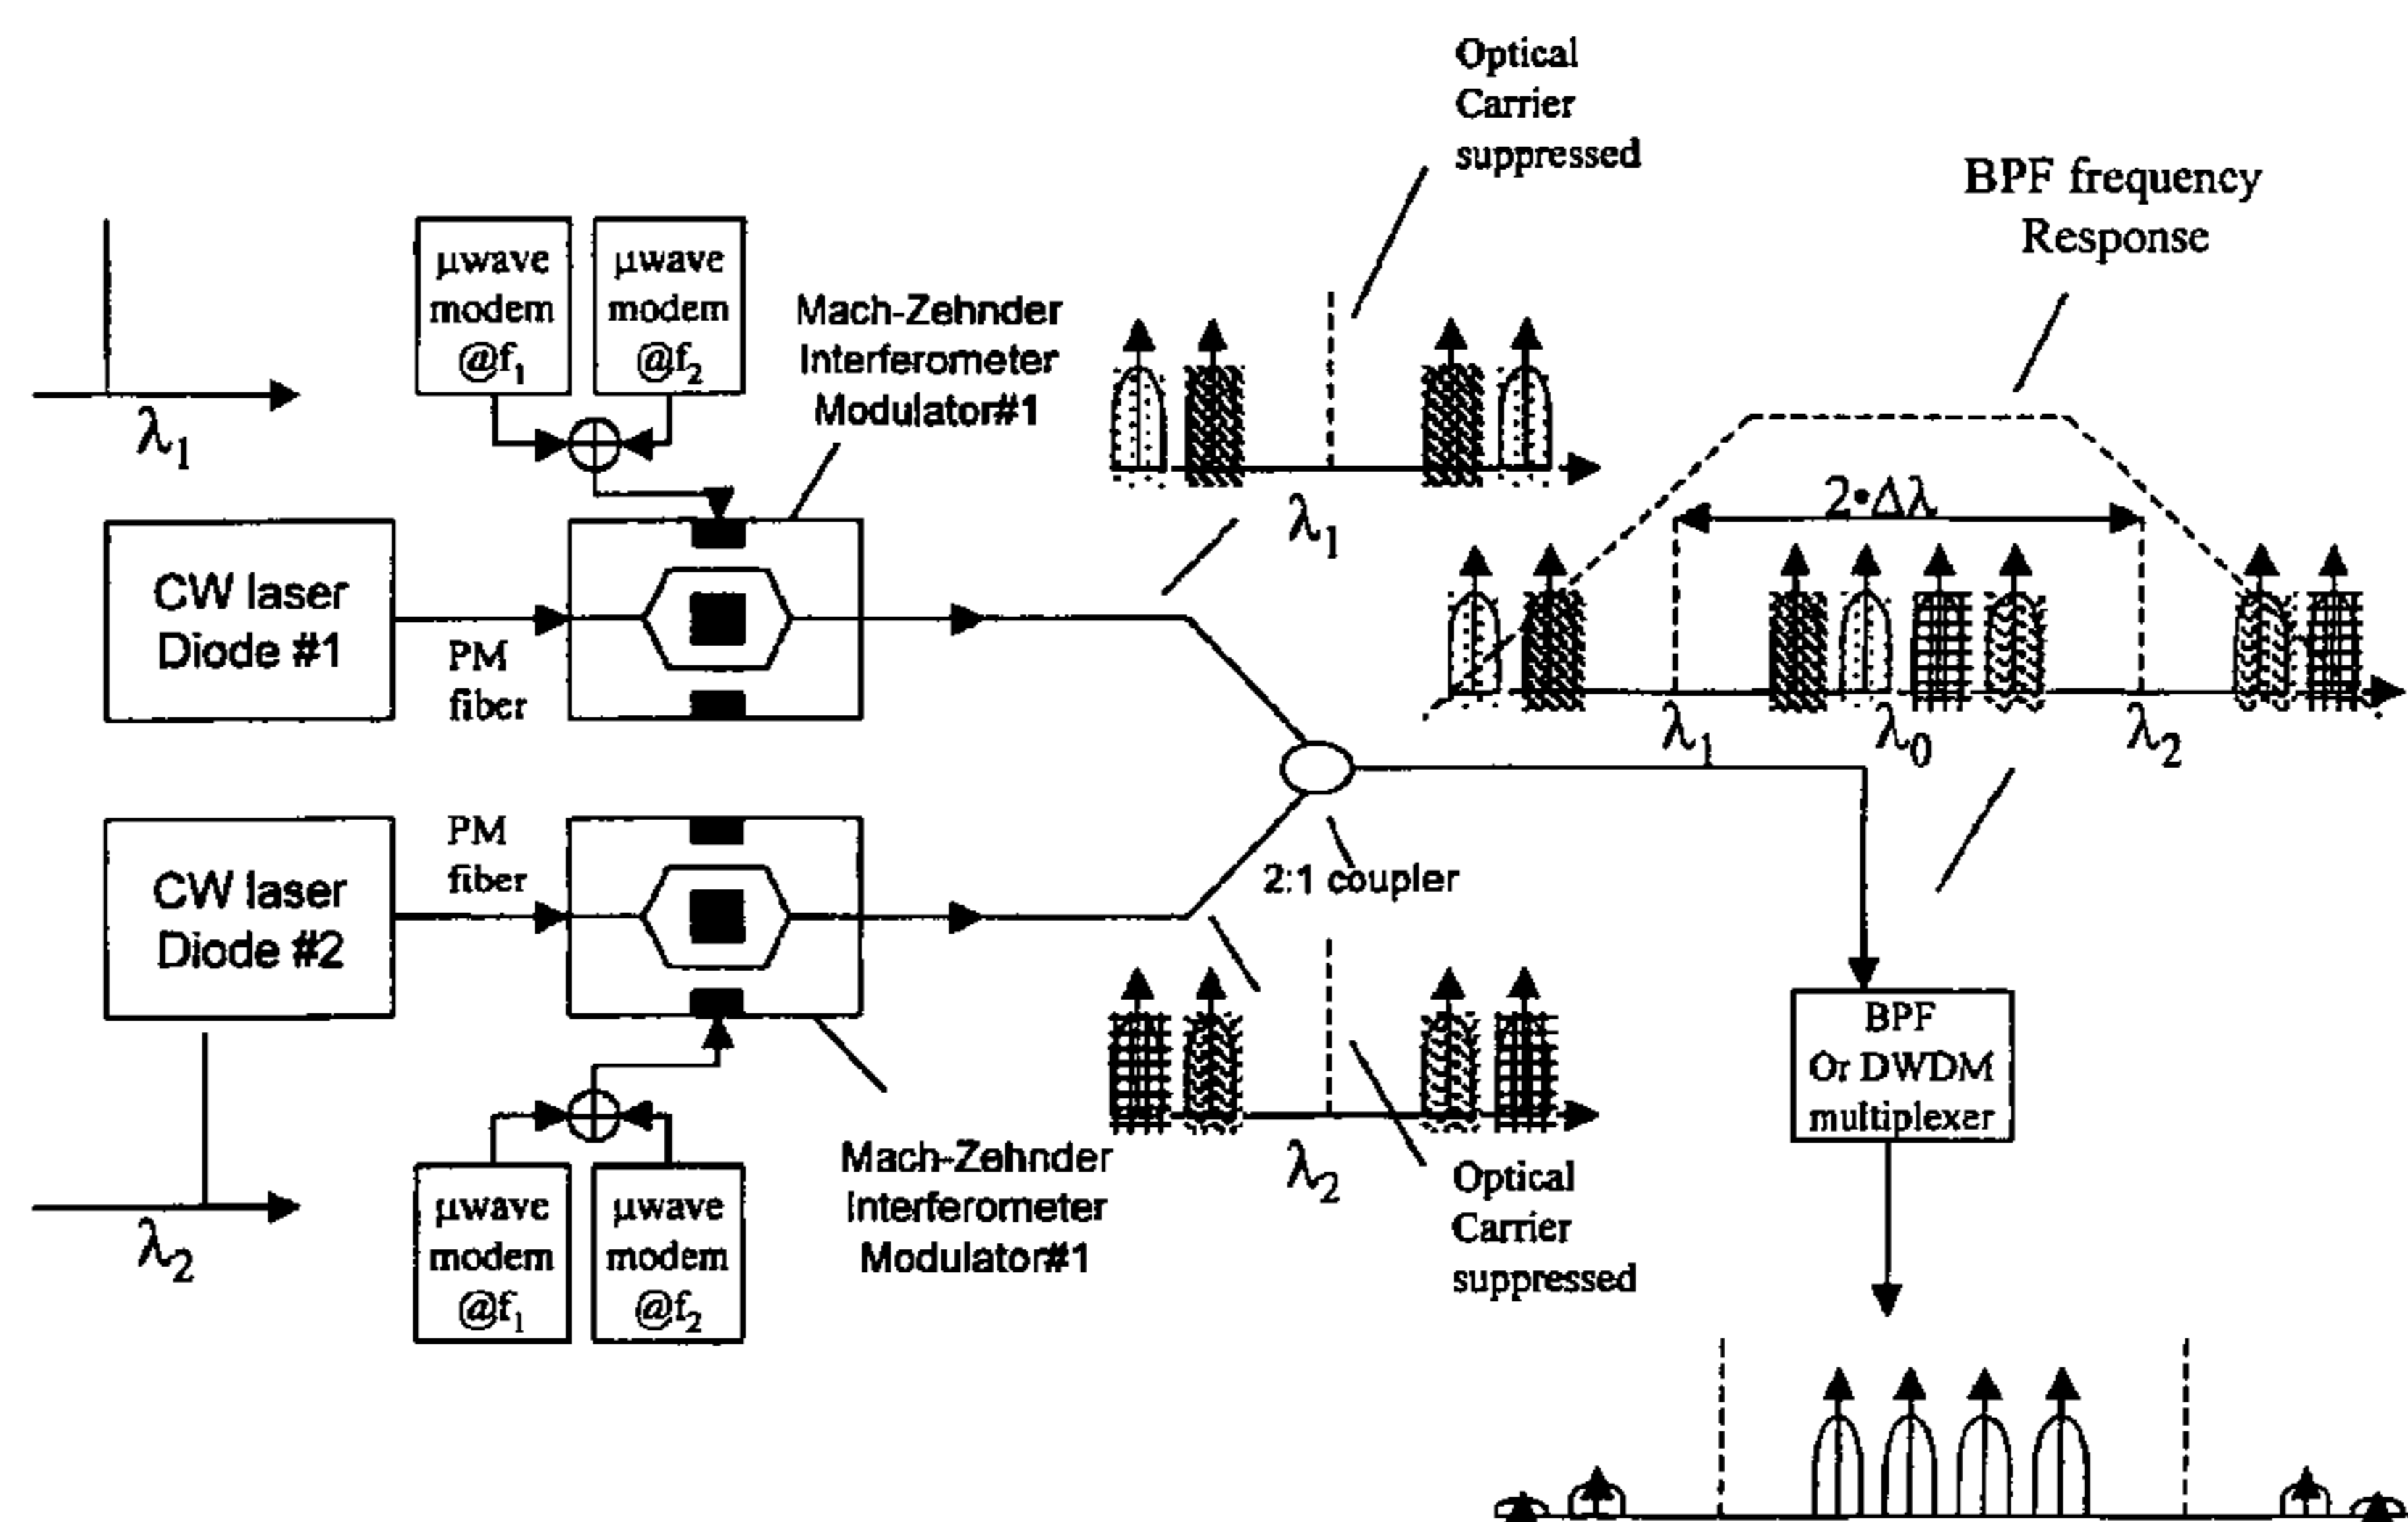 Optical
Carrier
suppressed
BPF frequency
Response
μwave
modem
@f₁
μwave
modem
@f₂
Mach-Zehnder
Interferometer
Modulator#1
λ₁
λ₁
2•Δλ
CW laser
Diode #1
PM
fiber
λ₁
λ₀
λ₂
CW laser
Diode #2
PM
fiber
2:1 coupler
BPF
Or DWDM
multiplexer
λ₂
Mach-Zehnder
Interferometer
Modulator#1
λ₂
Optical
Carrier
suppressed
μwave
modem
@f₁
μwave
modem
@f₂